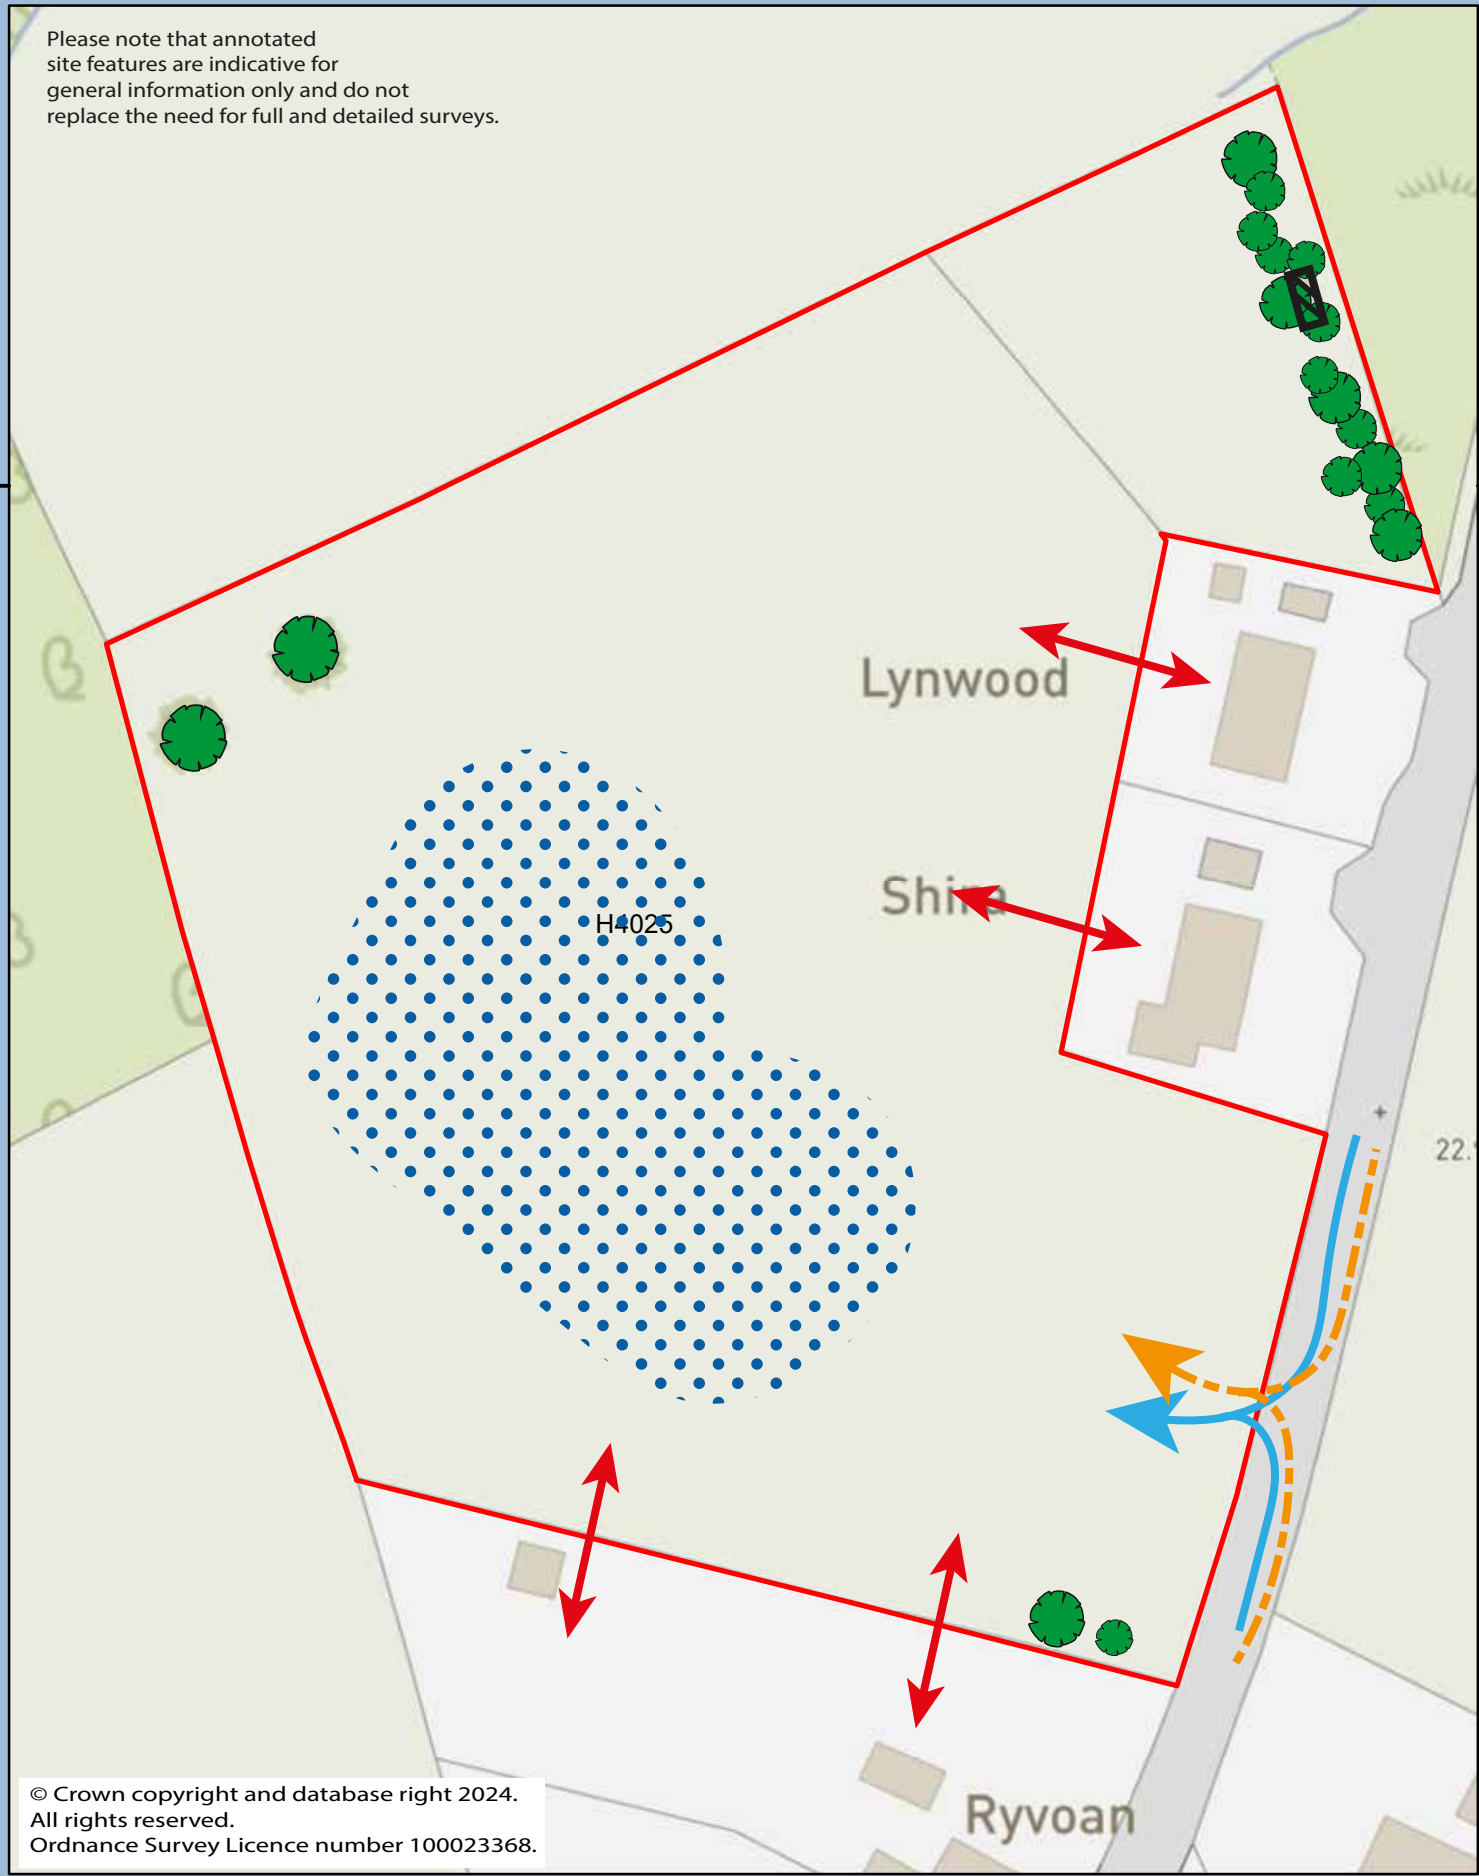 Please note that annotated
site features are indicative for
general information only and do not
replace the need for full and detailed surveys.
Lynwood
Shira
H4025
22.
Ryvoan
© Crown copyright and database right 2024.
All rights reserved.
Ordnance Survey Licence number 100023368.